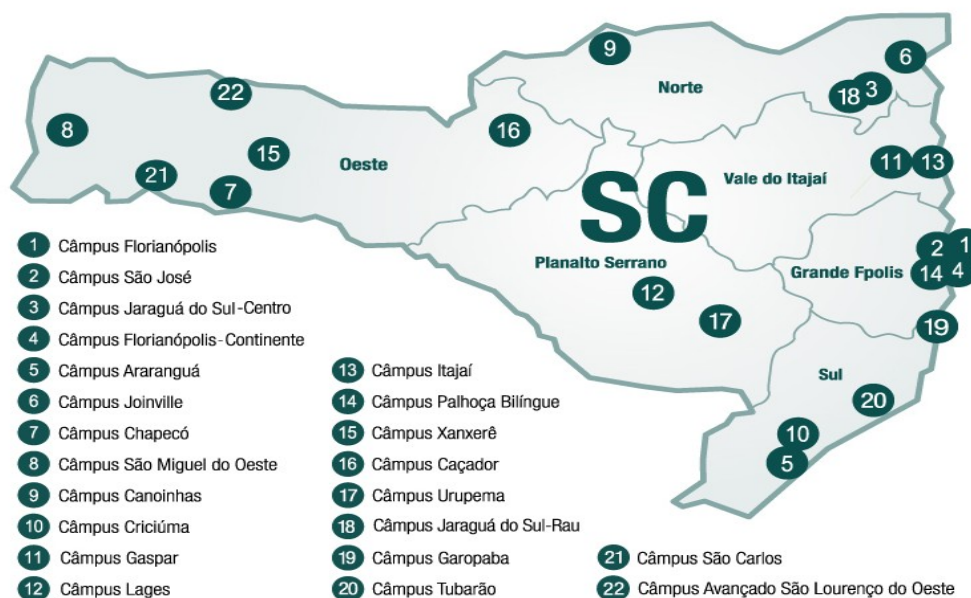 9
6
Norte
18
3
22
8
16
15
Oeste
11
13
21
7
Vale do Itajaí
SC
Planalto Serrano
2
1
Grande Fpolis
14
4
12
17
19
Sul
20
10
5
1 Câmpus Florianópolis
2 Câmpus São José
3 Câmpus Jaraguá do Sul-Centro
4 Câmpus Florianópolis-Continente
5 Câmpus Araranguá
6 Câmpus Joinville
7 Câmpus Chapecó
8 Câmpus São Miguel do Oeste
9 Câmpus Canoinhas
10 Câmpus Criciúma
11 Câmpus Gaspar
12 Câmpus Lages
13 Câmpus Itajaí
14 Câmpus Palhoça Bilíngue
15 Câmpus Xanxerê
16 Câmpus Caçador
17 Câmpus Urupema
18 Câmpus Jaraguá do Sul-Rau
19 Câmpus Garopaba
20 Câmpus Tubarão
21 Câmpus São Carlos
22 Câmpus Avançado São Lourenço do Oeste